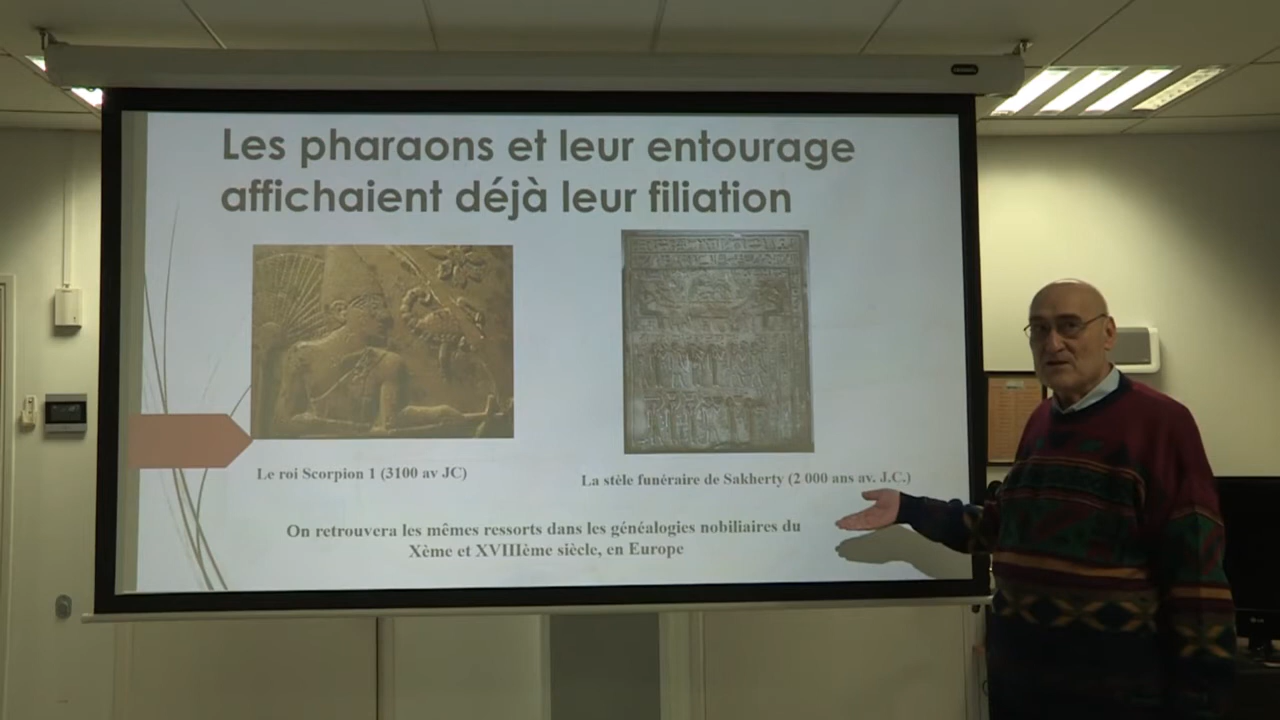 Les pharaons et leur entourage
affichaient déjà leur filiation
Le roi Scorpion 1 (3100 av JC)
La stèle funéraire de Sakherty (2 000 ans av. J.C.)
On retrouvera les mêmes ressorts dans les généalogies nobiliaires du
Xème et XVIIIème siècle, en Europe
LG